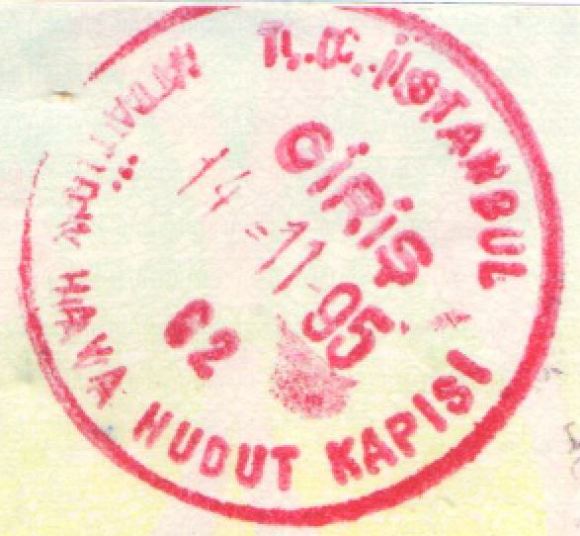 T.C. İSTANBUL
ATATÜRK HAVA HUDUT KAPISI
GİRİŞ
14-11-95
62